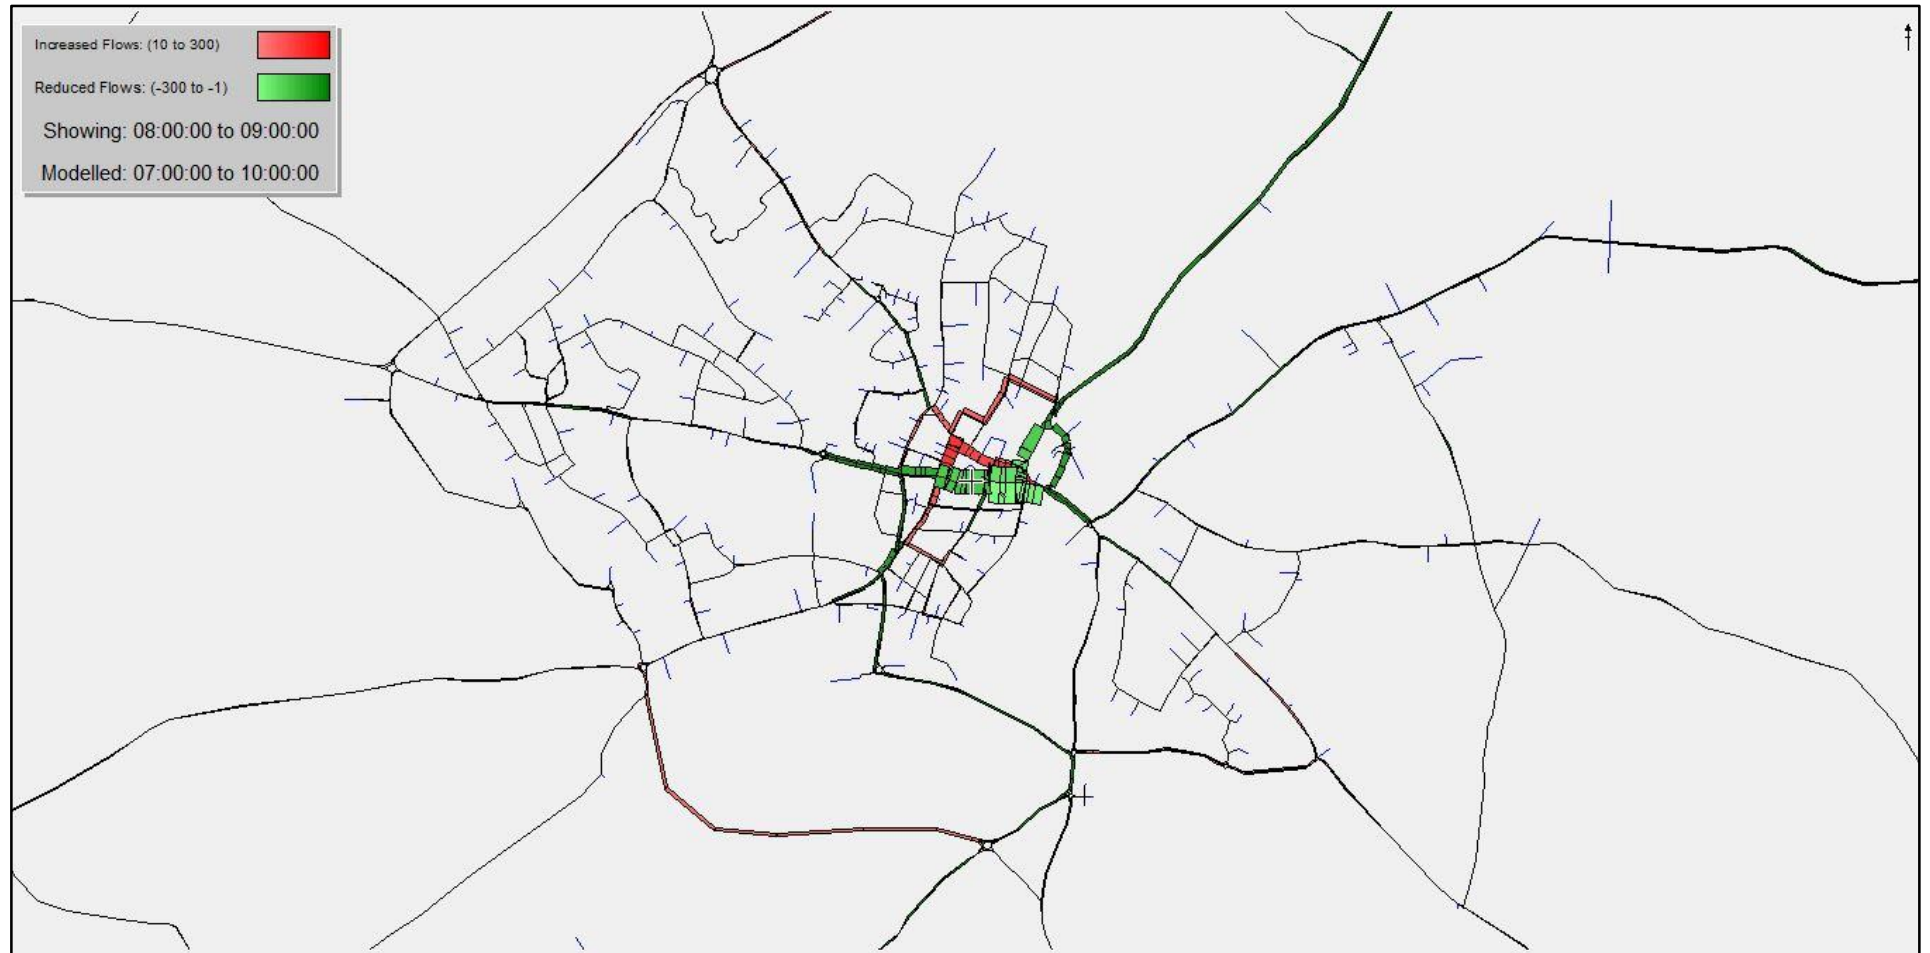 Increased Flows: (10 to 300)
Reduced Flows: (-300 to -1)
Showing: 08:00:00 to 09:00:00
Modelled: 07:00:00 to 10:00:00